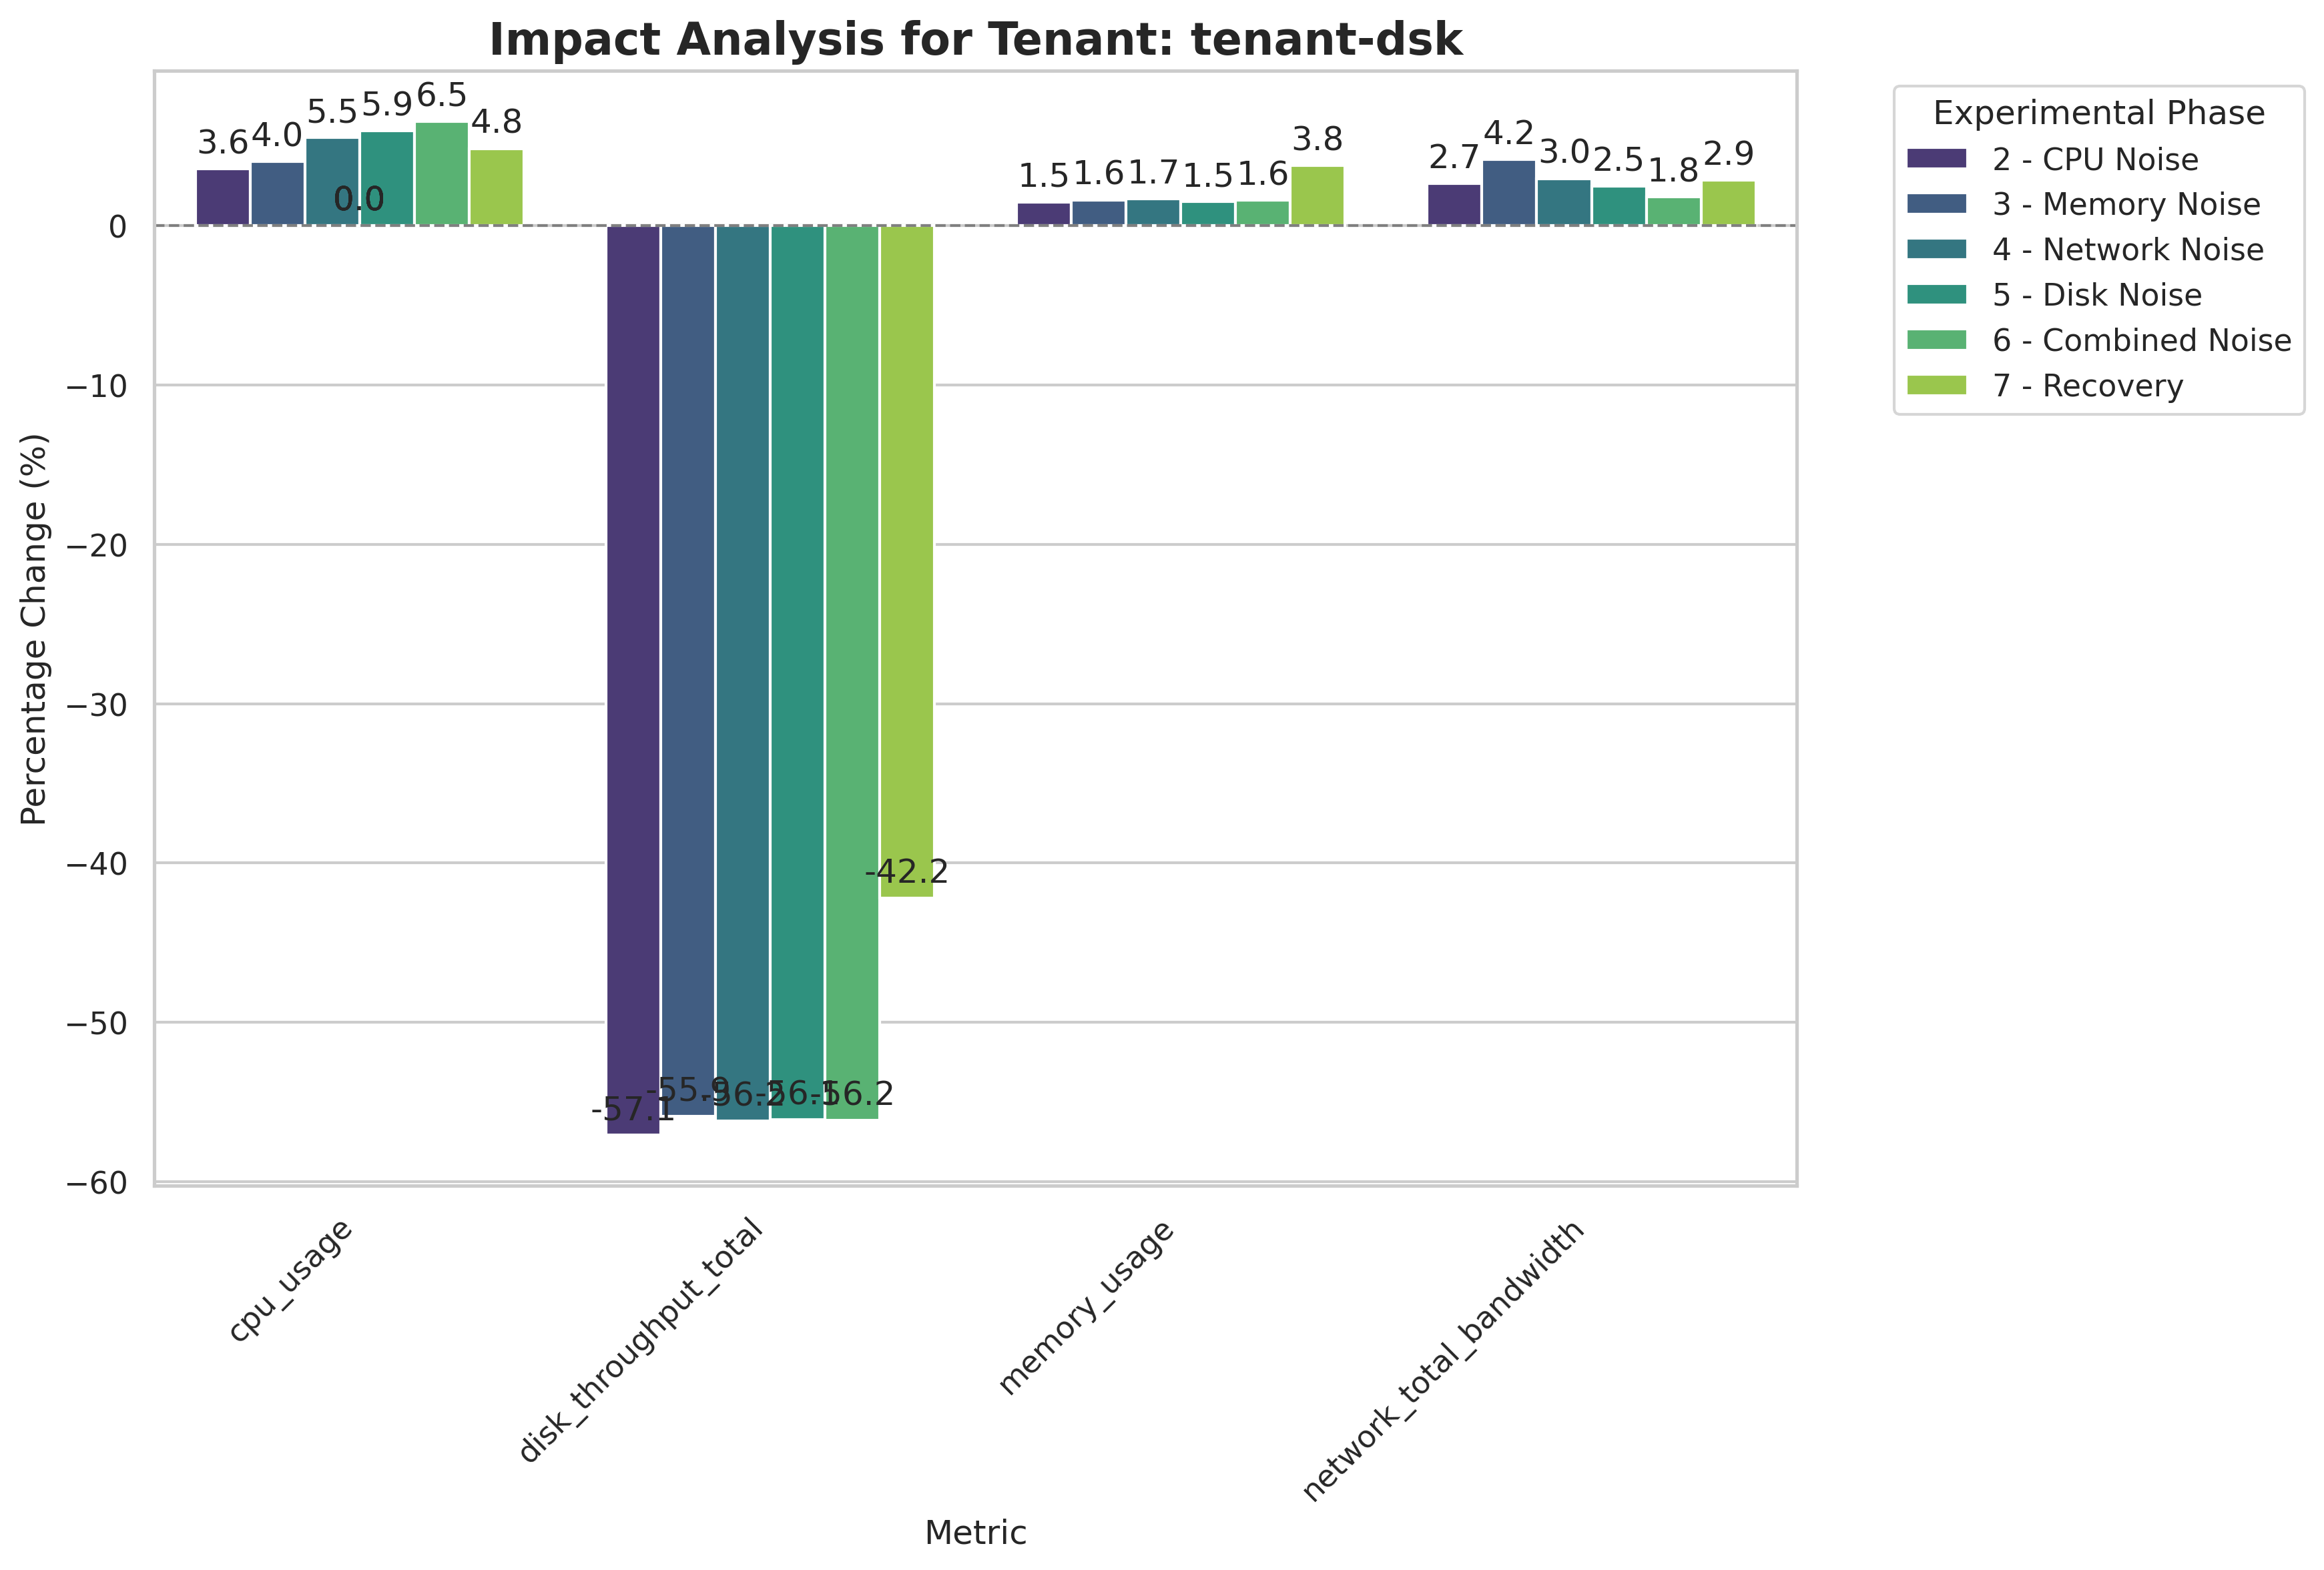 Impact Analysis for Tenant: tenant-dsk
3.6 4.0 5.5 5.9 6.5 4.8
0.0
1.5 1.6 1.7 1.5 1.6 3.8
2.7 4.2 3.0 2.5 1.8 2.9
-42.2
-57.1 -55.9 -56.2 -56.1 -56.2
0
−10
−20
−30
−40
−50
−60
Percentage Change (%)
cpu_usage
disk_throughput_total
memory_usage
network_total_bandwidth
Metric
Experimental Phase
2 - CPU Noise
3 - Memory Noise
4 - Network Noise
5 - Disk Noise
6 - Combined Noise
7 - Recovery